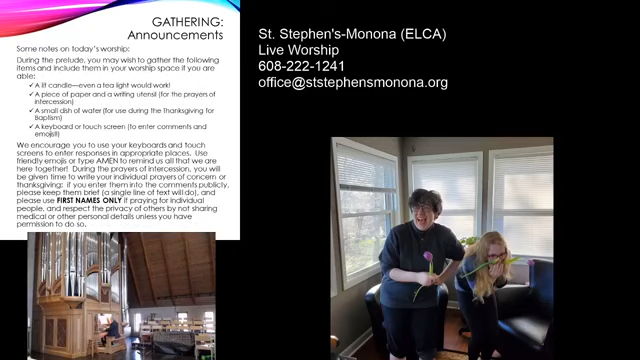 GATHERING:
Announcements
Some notes on today's worship:
During the prelude, you may wish to gather the following
items and include them in your worship space if you are
able:
✓A lit candle—even a tea light would work!
✓A piece of paper and a writing utensil (for the prayers of
intercession)
✓A small dish of water (for use during the Thanksgiving for
Baptism)
✓A keyboard or touch screen (to enter comments and
emojis!)
We encourage you to use your keyboards and touch
screens to enter responses in appropriate places. Use
friendly emojis or type AMEN to remind us all that we are
here together! During the prayers of intercession, you will
be given time to write your individual prayers of concern or
thanksgiving; if you enter them into the comments publicly,
please keep them brief (a single line of text will do), and
please use FIRST NAMES ONLY if praying for individual
people, and respect the privacy of others by not sharing
medical or other personal details unless you have
permission to do so.
St. Stephen's-Monona (ELCA)
Live Worship
608-222-1241
office@ststephensmonona.org